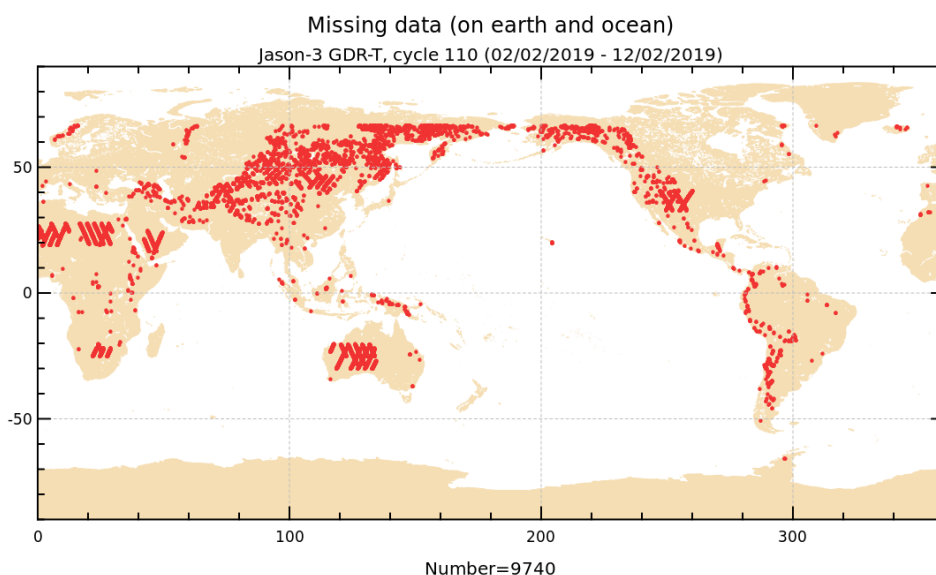 Missing data (on earth and ocean)
Jason-3 GDR-T, cycle 110 (02/02/2019 - 12/02/2019)
50
0
-50
0 100 200 300
Number=9740